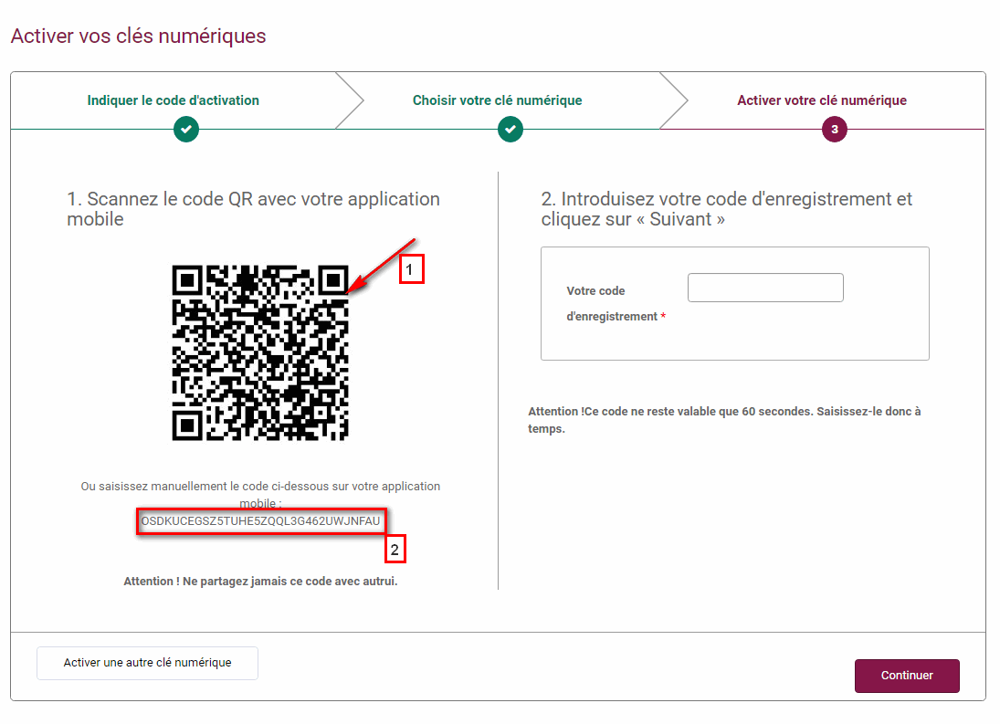 Activer vos clés numériques
Indiquer le code d'activation
Choisir votre clé numérique
Activer votre clé numérique
3
1. Scannez le code QR avec votre application
mobile
1
Ou saisissez manuellement le code ci-dessous sur votre application
mobile :
OSDKUCEGSZ5TUHE5ZQQL3G462UWJNFAU
2
Attention ! Ne partagez jamais ce code avec autrui.
2. Introduisez votre code d'enregistrement et
cliquez sur « Suivant »
Votre code
d'enregistrement *
Attention !Ce code ne reste valable que 60 secondes. Saisissez-le donc à
temps.
Activer une autre clé numérique
Continuer